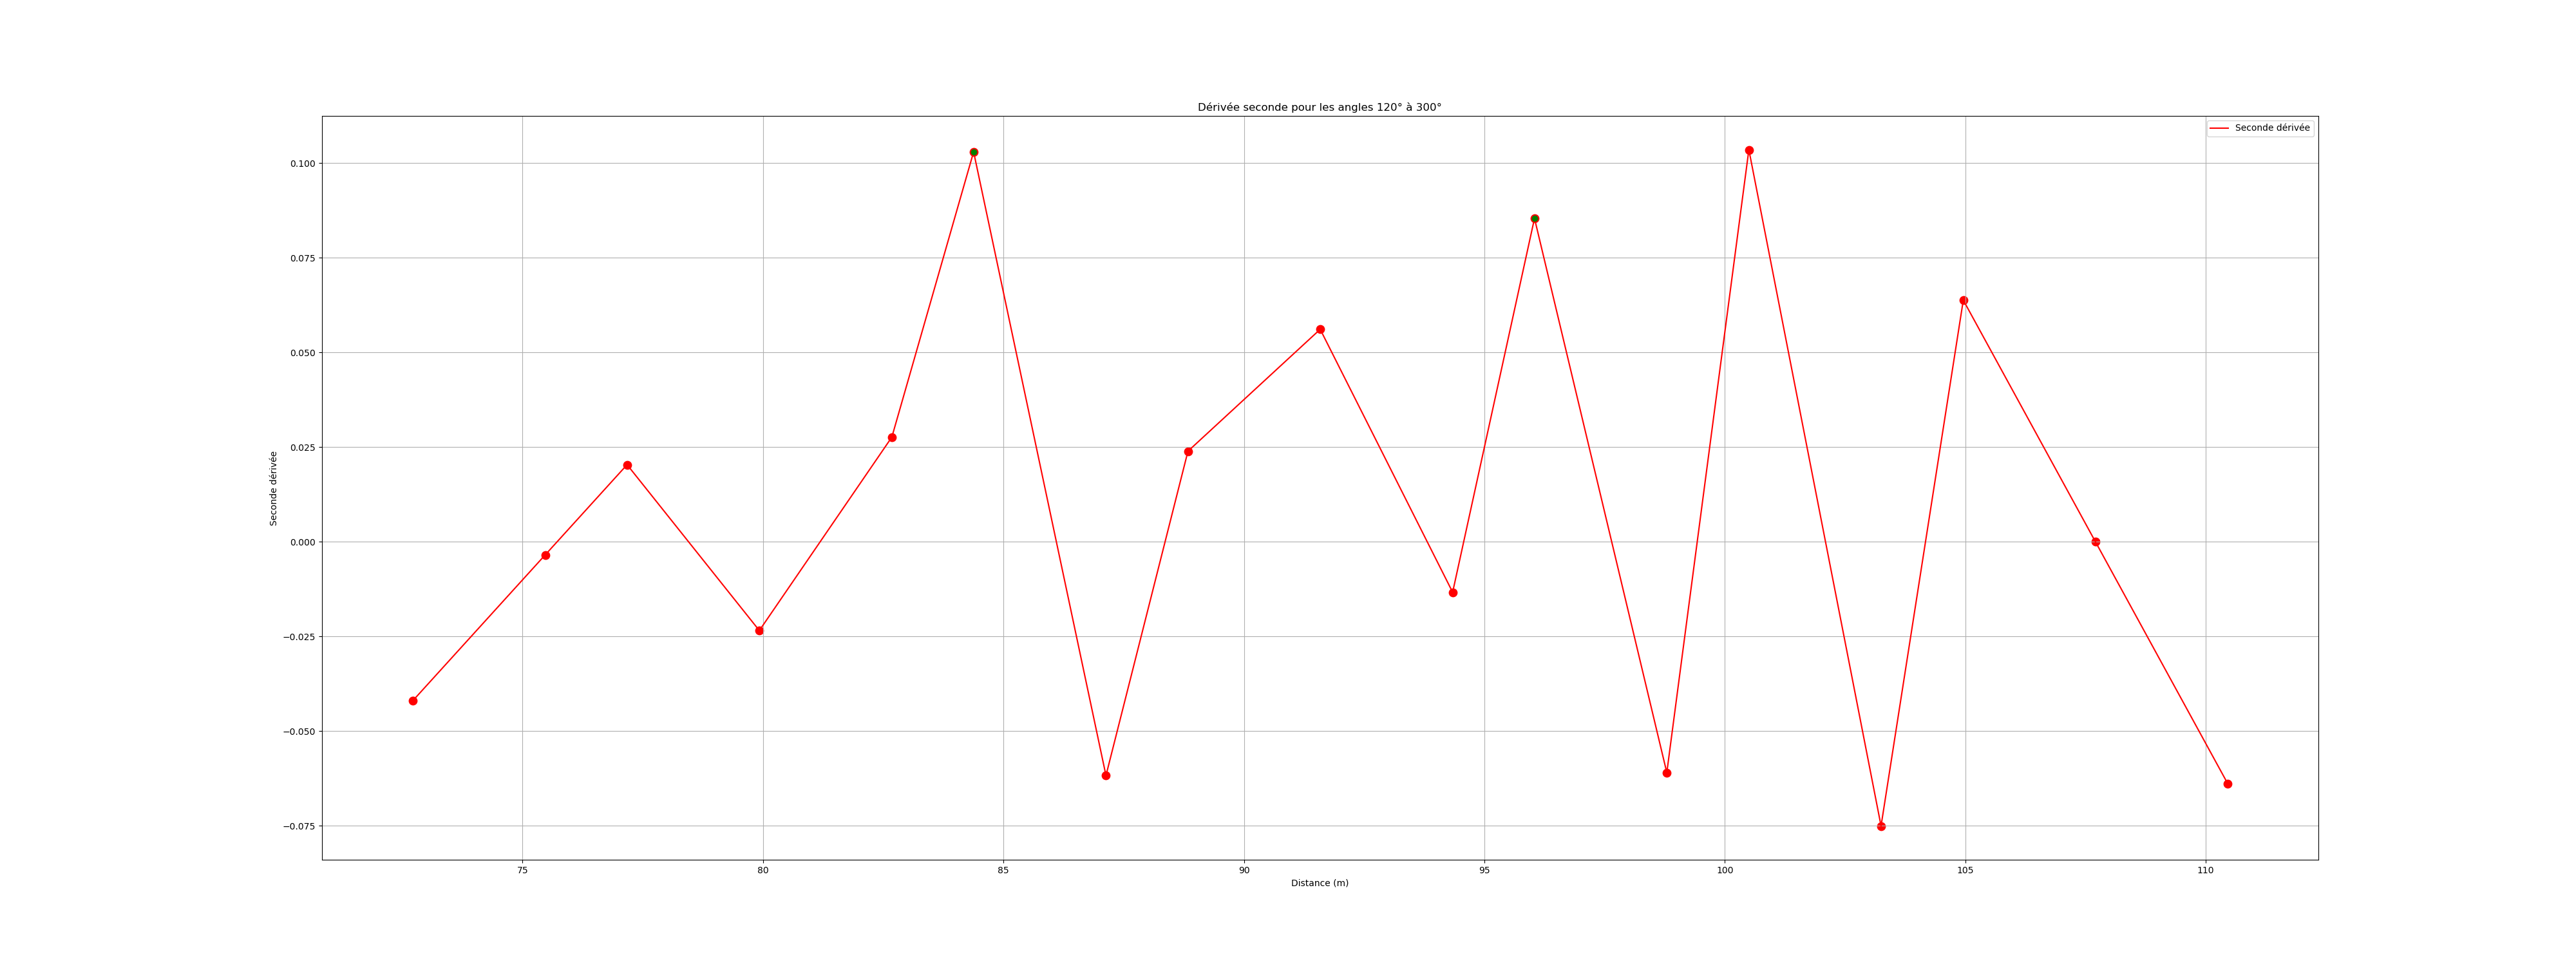 Dérivée seconde pour les angles 120° à 300°
Seconde dérivée
0.100
0.075
0.050
0.025
0.000
−0.025
−0.050
−0.075
Seconde dérivée
75 80 85 90 95 100 105 110
Distance (m)